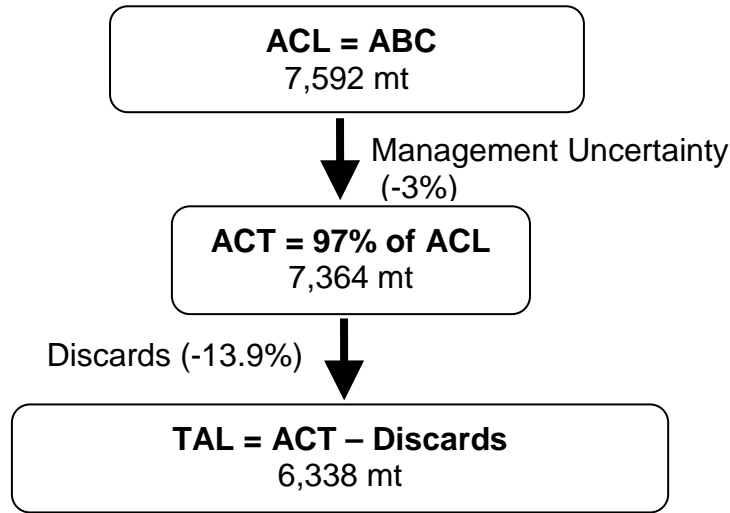 ACL = ABC
7,592 mt
Management Uncertainty
(-3%)
ACT = 97% of ACL
7,364 mt
Discards (-13.9%)
TAL = ACT – Discards
6,338 mt